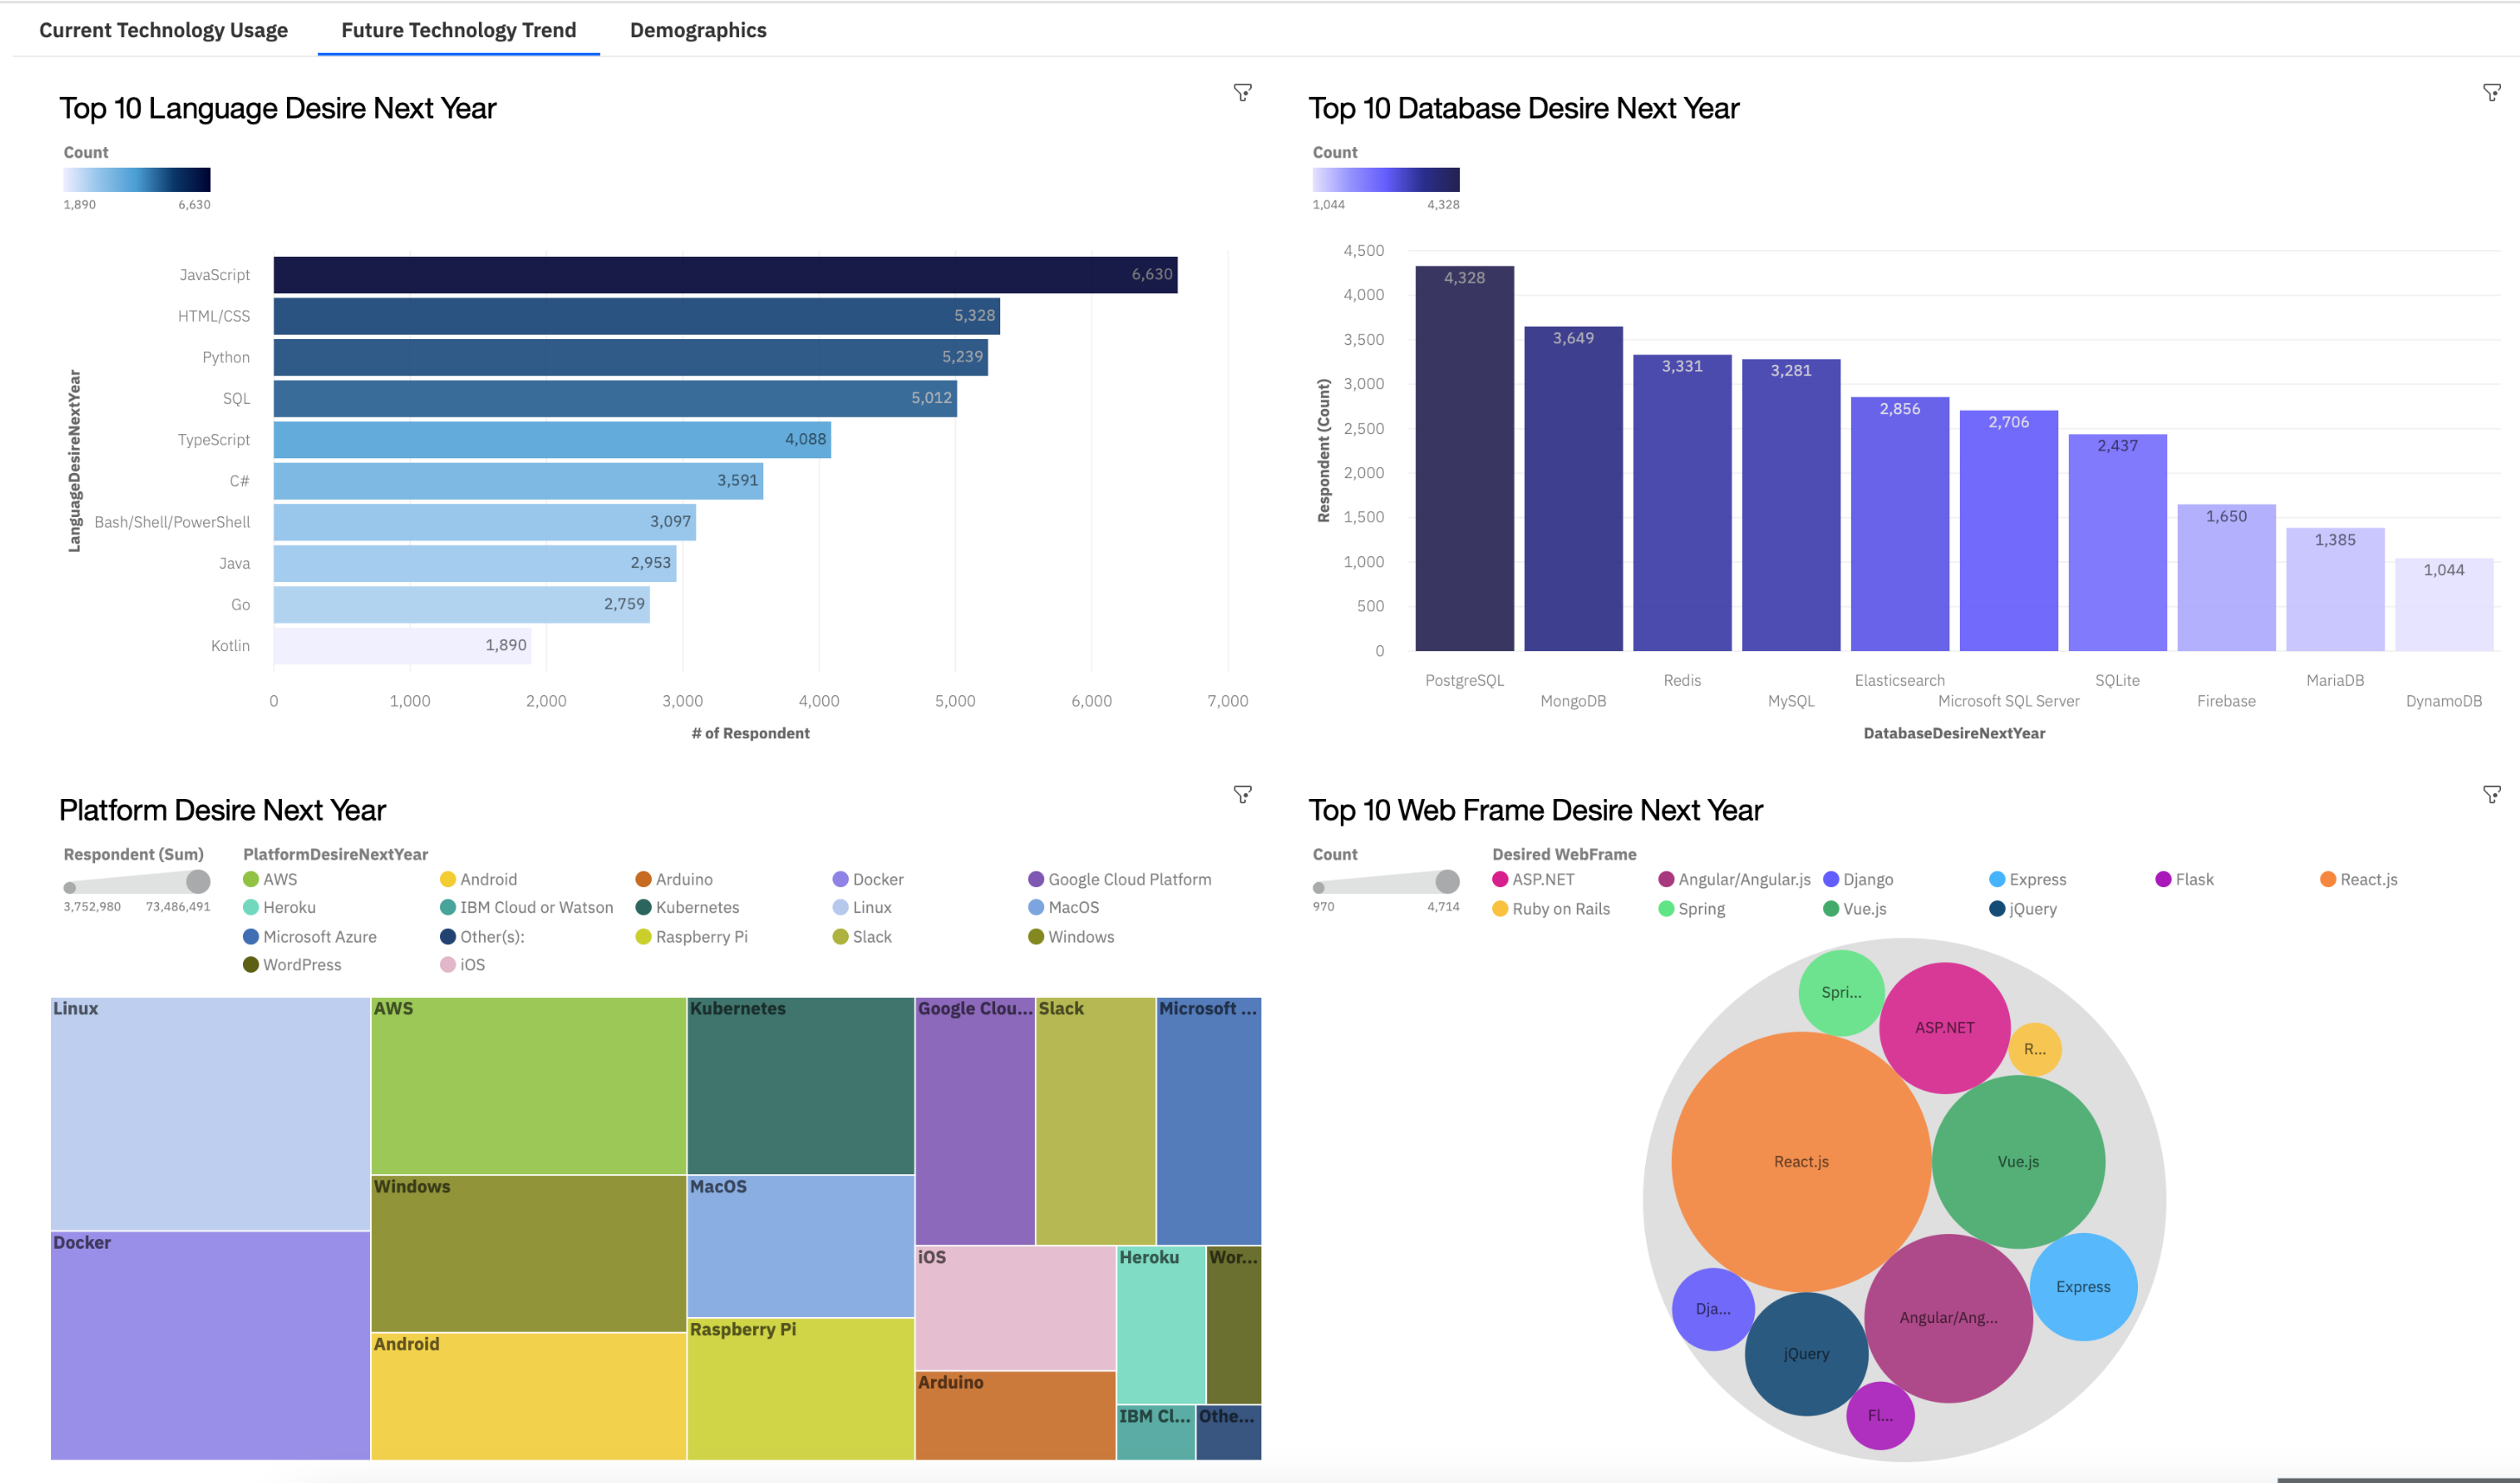 Current Technology Usage
Future Technology Trend
Demographics
Top 10 Language Desire Next Year
Count
1,890 6,630
LanguageDesireNextYear
JavaScript 6,630
HTML/CSS 5,328
Python 5,239
SQL 5,012
TypeScript 4,088
C# 3,591
Bash/Shell/PowerShell 3,097
Java 2,953
Go 2,759
Kotlin 1,890
0 1,000 2,000 3,000 4,000 5,000 6,000 7,000
# of Respondent
Top 10 Database Desire Next Year
Count
1,044 4,328
Respondent (Count)
4,500
4,000
3,500
3,000
2,500
2,000
1,500
1,000
500
0
4,328
3,649
3,331
3,281
2,856
2,706
2,437
1,650
1,385
1,044
PostgreSQL Redis Elasticsearch SQLite MariaDB
MongoDB MySQL Microsoft SQL Server Firebase DynamoDB
DatabaseDesireNextYear
Platform Desire Next Year
Respondent (Sum)
3,752,980 73,486,491
PlatformDesireNextYear
AWS Android Arduino Docker Google Cloud Platform
Heroku IBM Cloud or Watson Kubernetes Linux MacOS
Microsoft Azure Other(s): Raspberry Pi Slack Windows
WordPress iOS
Linux
Docker
AWS
Windows
Android
Kubernetes
MacOS
Raspberry Pi
Google Clou...
Slack
Microsoft ...
iOS
Arduino
Heroku
Wor...
IBM Cl...
Othe...
Top 10 Web Frame Desire Next Year
Count
970 4,714
Desired WebFrame
ASP.NET Angular/Angular.js Django Express Flask React.js
Ruby on Rails Spring Vue.js jQuery
Spri...
ASP.NET
R...
React.js
Vue.js
Express
Dja...
Angular/Ang...
jQuery
Fl...